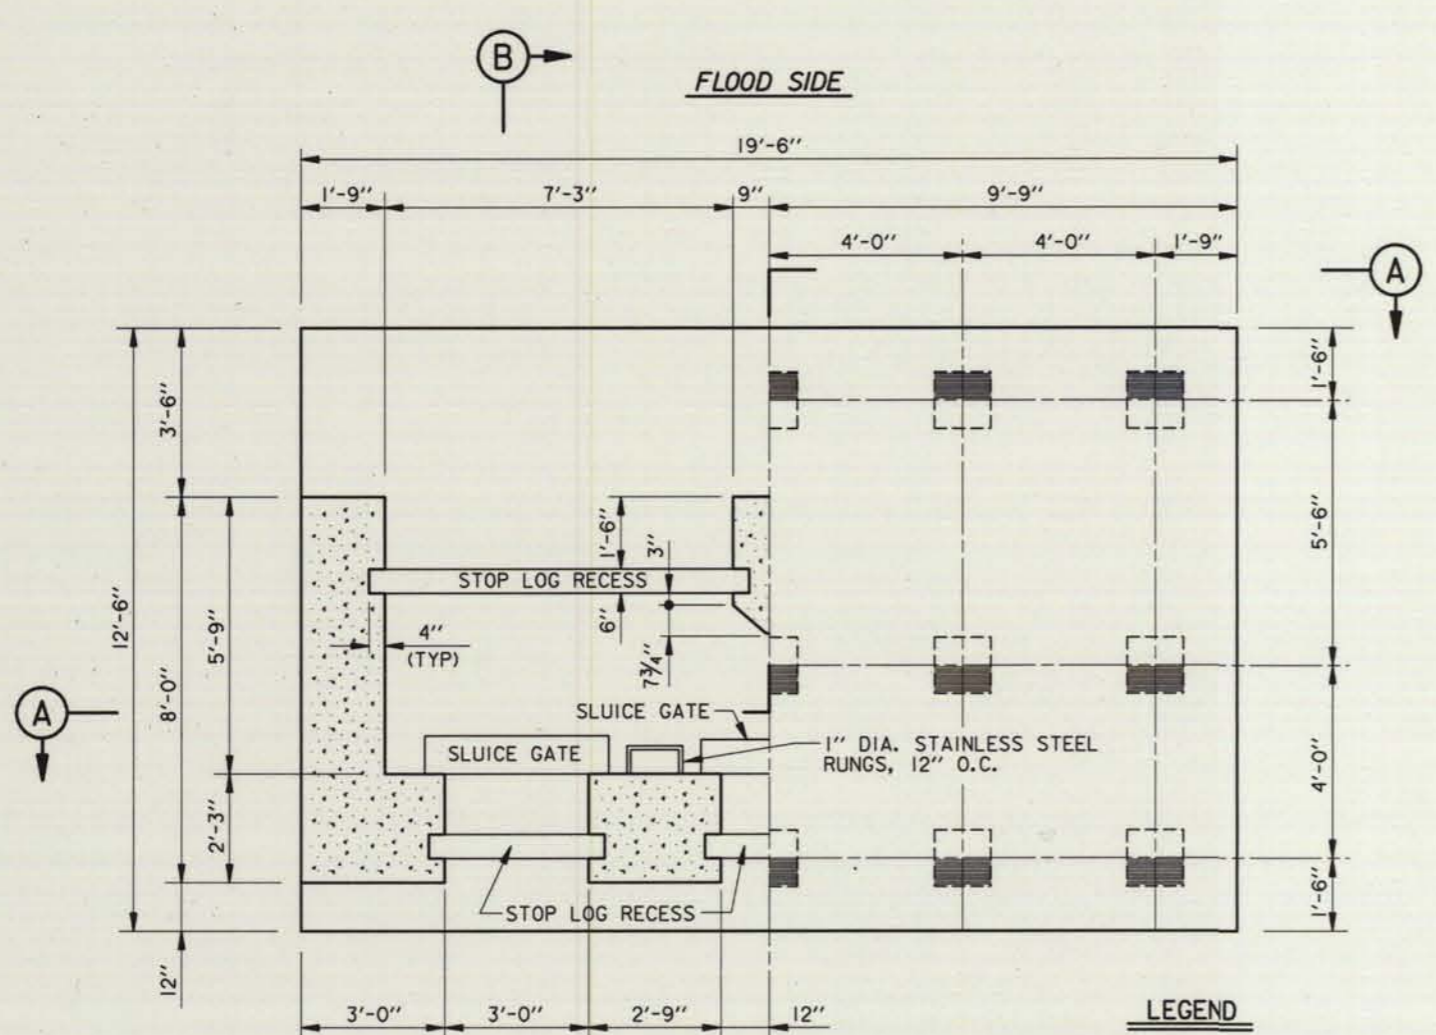 B
FLOOD SIDE
19'-6"
1'-9"
7'-3"
9"
9'-9"
4'-0"
4'-0"
1'-9"
A
3'-6"
1'-6"
12'-6"
8'-0"
5'-9"
1'-6"
3"
5'-6"
STOP LOG RECESS
6"
4"
(TYP)
7¾"
A
SLUICE GATE
SLUICE GATE
1" DIA. STAINLESS STEEL
RUNGS, 12" O.C.
4'-0"
2'-3"
STOP LOG RECESS
1'-6"
12"
3'-0"
3'-0"
2'-9"
12"
LEGEND